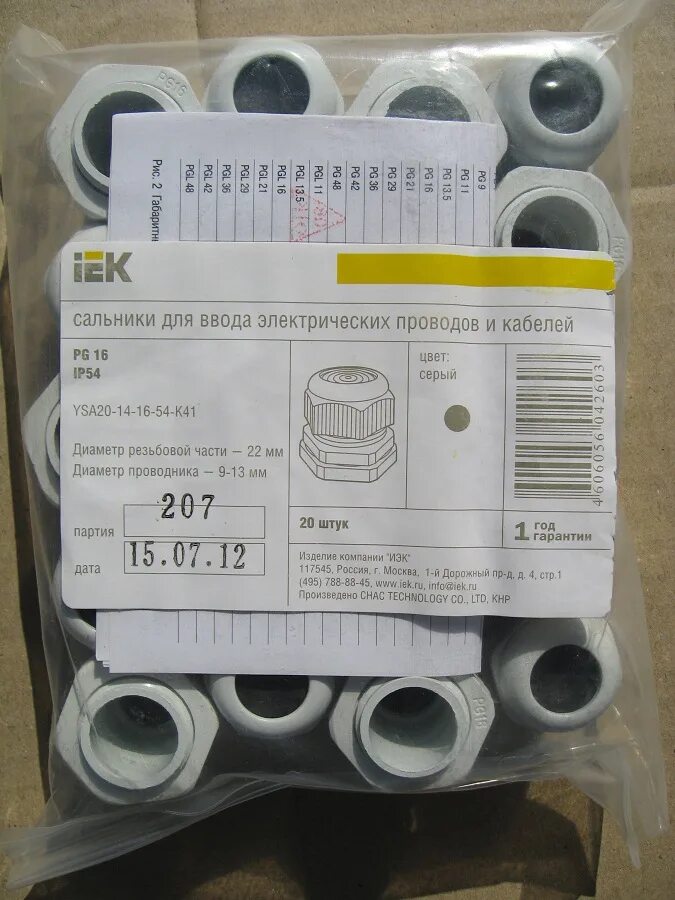 PG16
PG 9
PG 11
PG 13.5
PG 16
PG 21
PG 29
PG 36
PG 42
PG 48
PGL 11
PGL 13.5
PGL 16
PGL 21
PGL 29
PGL 36
PGL 42
PGL 48
Рис. 2 Габаритн
IEK
сальники для ввода электрических проводов и кабелей
PG 16
IP54
YSA20-14-16-54-K41
Диаметр резьбовой части – 22 мм
Диаметр проводника – 9-13 мм
партия 207
дата 15.07.12
20 штук
цвет:
серый
4606056042603
1 год гарантии
Изделие компании "ИЭК"
117545, Россия, г. Москва, 1-й Дорожный пр-д, д. 4, стр.1
(495) 788-88-45, www.iek.ru, info@iek.ru
Произведено CHAC TECHNOLOGY CO., LTD, КНР
PG16